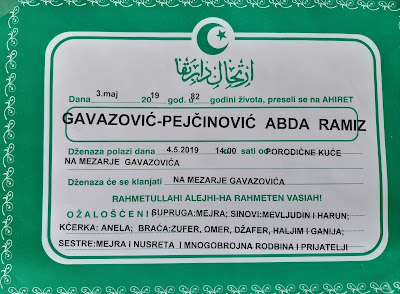 ارتحال دار بقا
Dana 3.maj 2019 god. u 82 godini života, preseli se na AHIRET
GAVAZOVIĆ-PEJČINOVIĆ ABDA RAMIZ
Dženaza polazi dana 4.5.2019 14:00 sati od PORODIČNE KUĆE
NA MEZARJE GAVAZOVIĆA
Dženaza će se klanjati NA MEZARJE GAVAZOVIĆA
RAHMETULLAHI ALEJHI-HA RAHMETEN VASIAH!
OŽALOŠĆENI SUPRUGA:MEJRA; SINOVI:MEVLJUDIN I HARUN;
KĆERKA: ANELA; BRAĆA:ZUFER, OMER, DŽAFER, HALJIM I GANIJA;
SESTRE:MEJRA I NUSRETA I MNOGOBROJNA RODBINA I PRIJATELJI